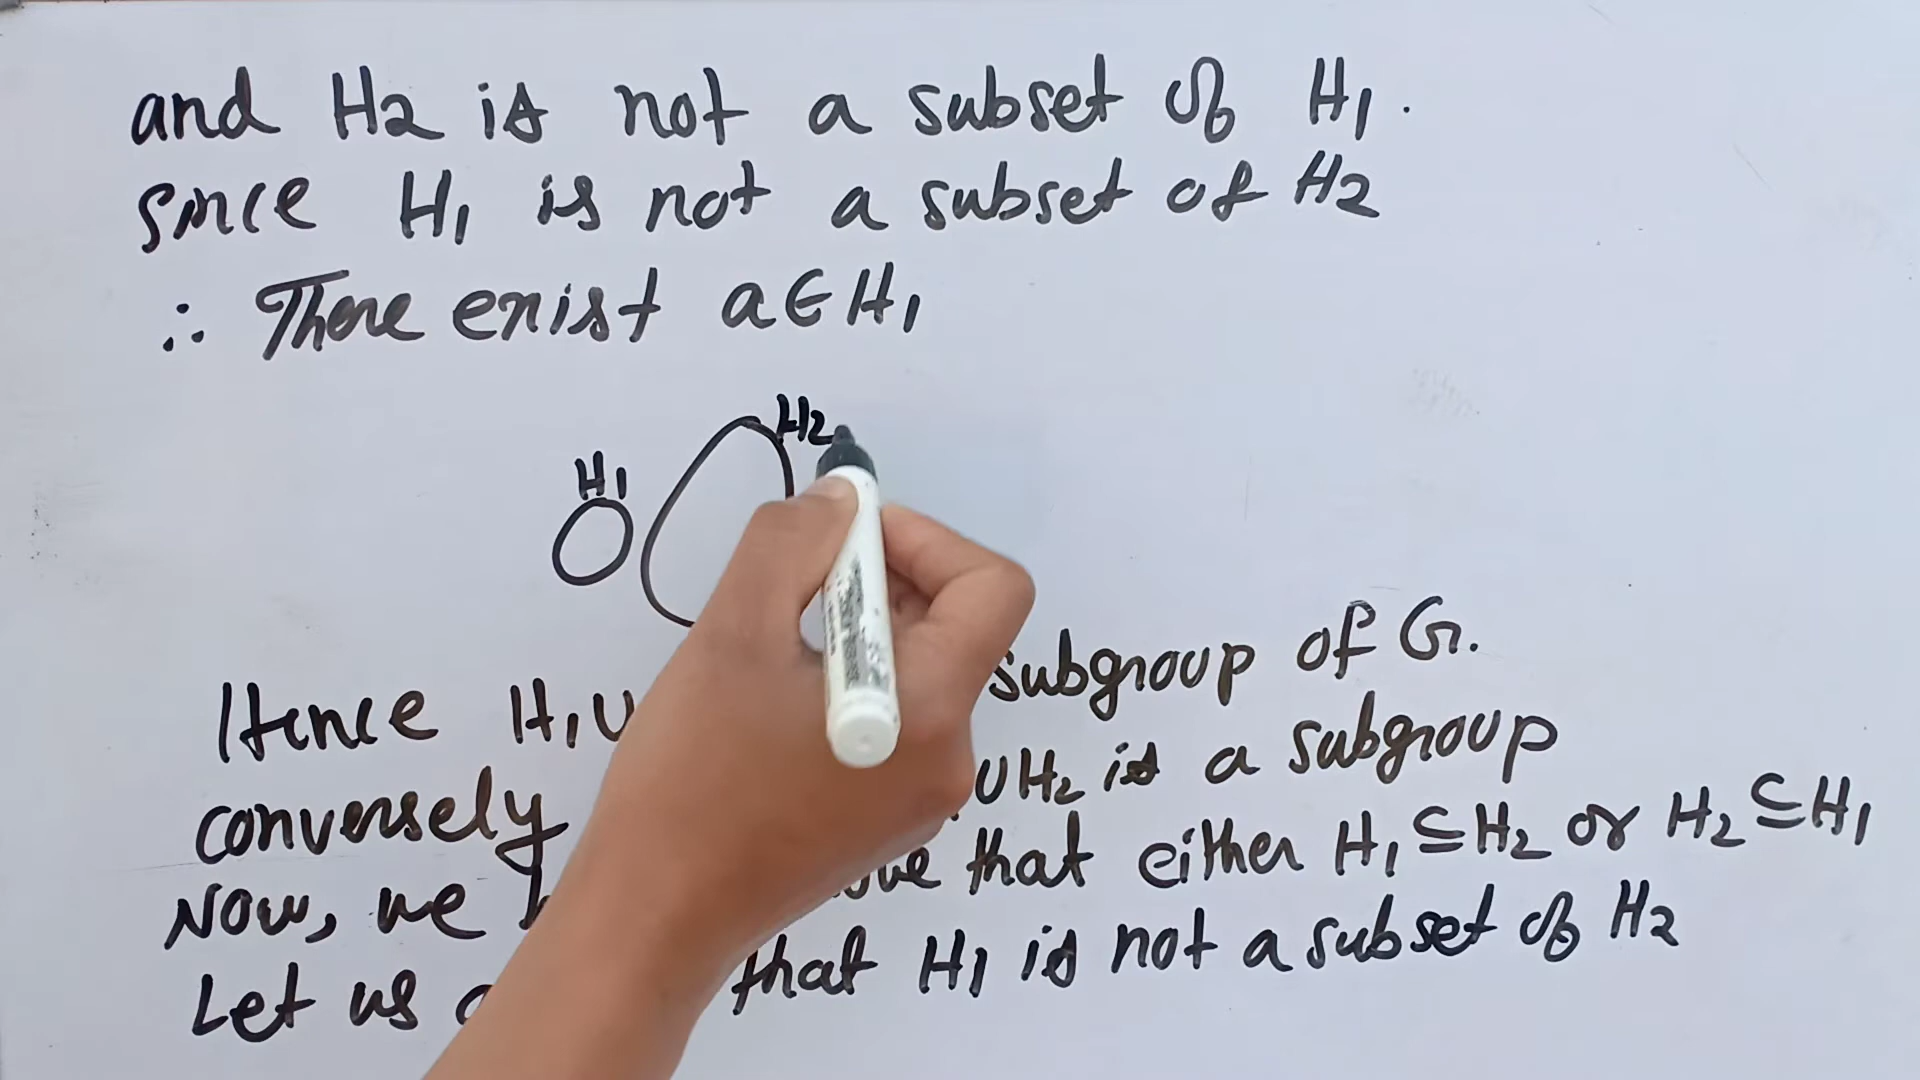 and H2 is not a subset of H1.
since H1 is not a subset of H2
∴ There exist a∈H1
H2
H1
Hence H1U subgroup of G.
conversely UH2 is a subgroup
Now, we that either H1⊆H2 or H2⊆H1
Let us that H1 is not a subset of H2